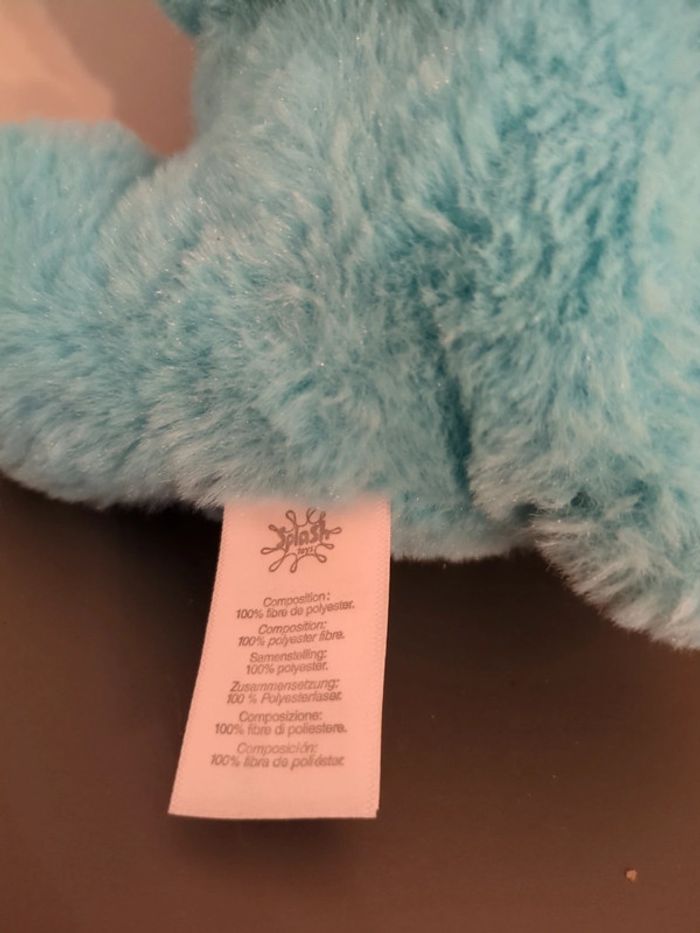 Splash
toys
Composition:
100% fibre de polyester.
Composition:
100% polyester fibre.
Samenstelling:
100% polyester.
Zusammensetzung:
100 % Polyesterfaser.
Composizione:
100% fibra di poliestere.
Composición:
100% fibra de poliéster.